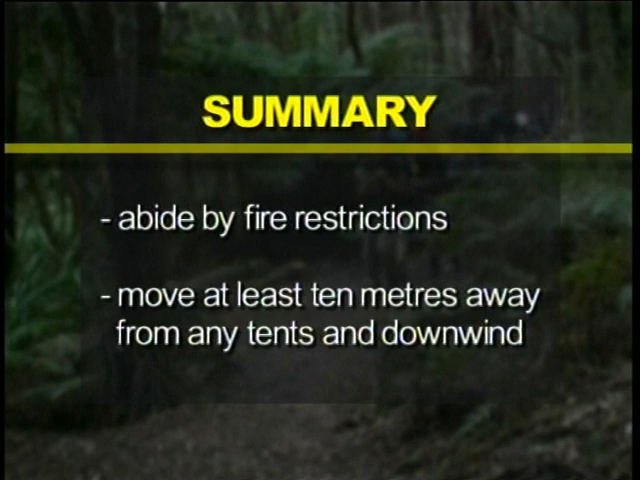 SUMMARY
- abide by fire restrictions
- move at least ten metres away
from any tents and downwind